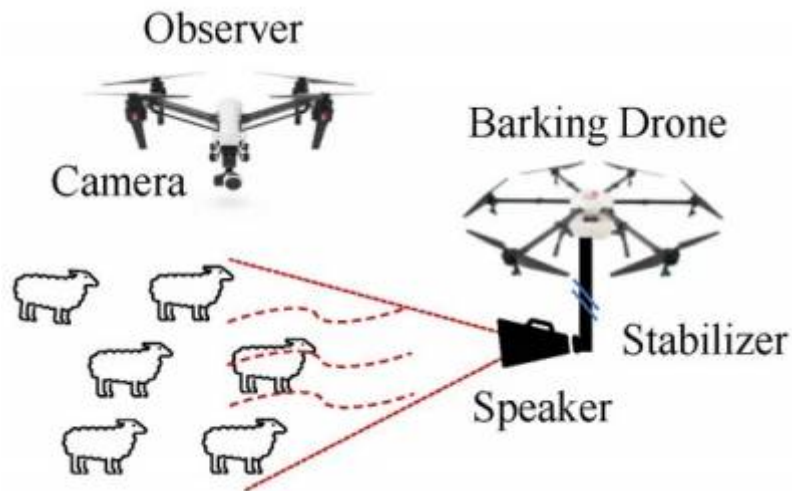 Observer
Camera
Barking Drone
Stabilizer
Speaker